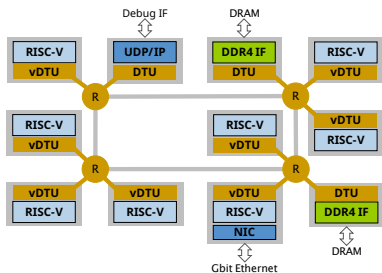 Debug IF
DRAM
RISC-V
UDP/IP
DDR4 IF
RISC-V
vDTU
DTU
DTU
vDTU
R
R
RISC-V
RISC-V
vDTU
vDTU
vDTU
RISC-V
R
R
vDTU
vDTU
vDTU
DTU
RISC-V
RISC-V
RISC-V
DDR4 IF
NIC
DRAM
Gbit Ethernet